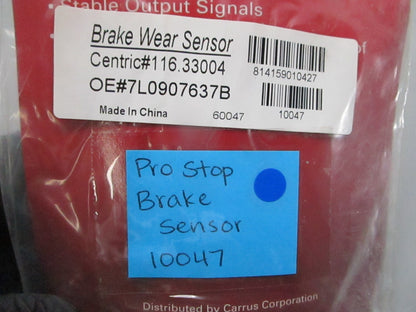 • Stable Output Signals
of
Brake Wear Sensor
Centric#116.33004
814159010427
OE#7L0907637B
Made In China
60047
10047
Pro Stop
Brake
Sensor
10047
Distributed by Carrus Corporation